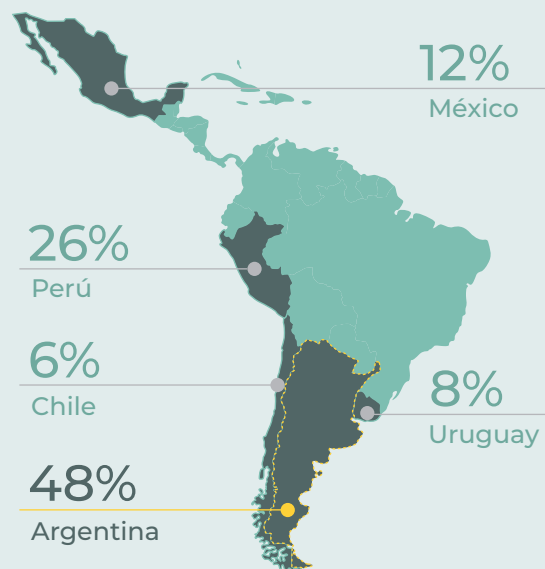 12%
México
26%
Perú
6%
Chile
8%
Uruguay
48%
Argentina